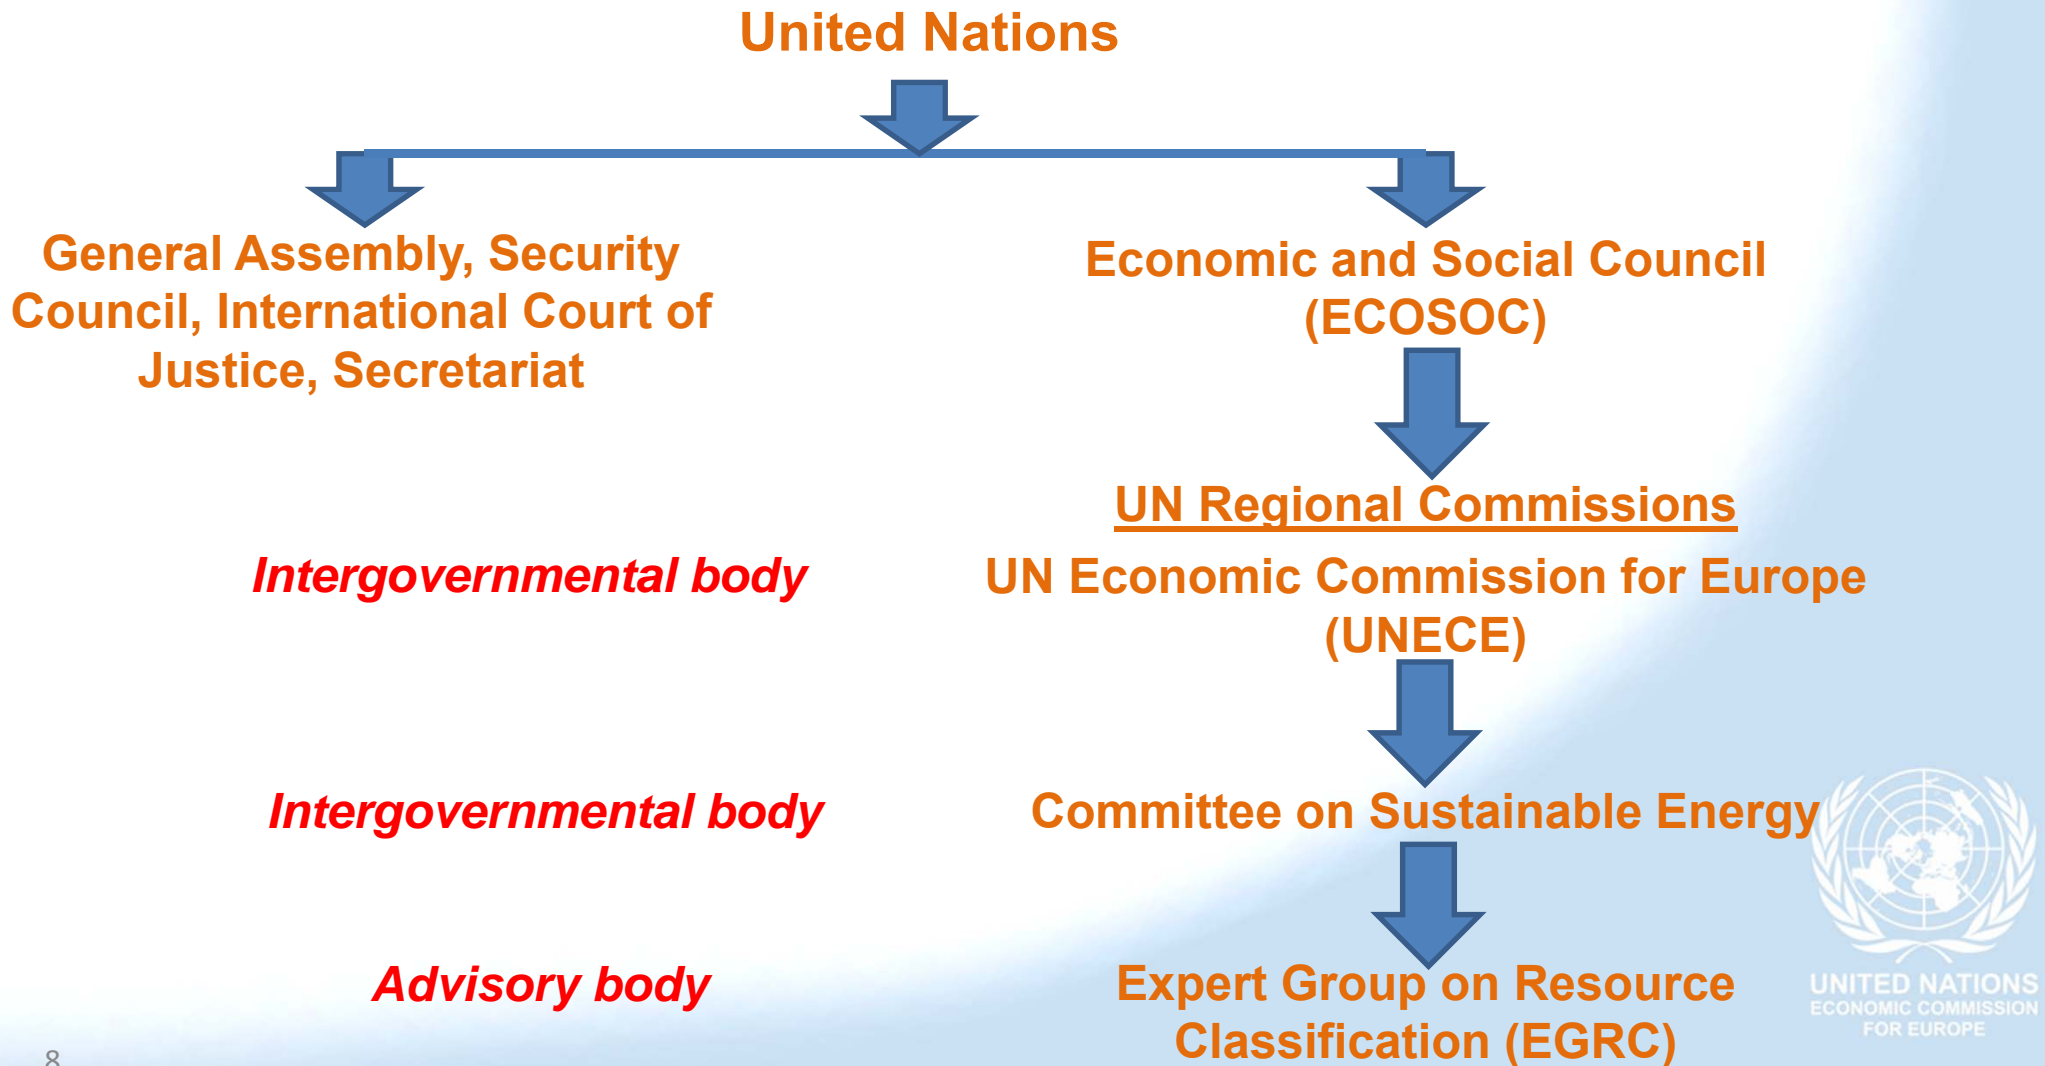 United Nations
General Assembly, Security
Council, International Court of
Justice, Secretariat
Economic and Social Council
(ECOSOC)
UN Regional Commissions
Intergovernmental body
UN Economic Commission for Europe
(UNECE)
Intergovernmental body
Committee on Sustainable Energy
Advisory body
Expert Group on Resource
Classification (EGRC)
UNITED NATIONS
ECONOMIC COMMISSION
FOR EUROPE
8